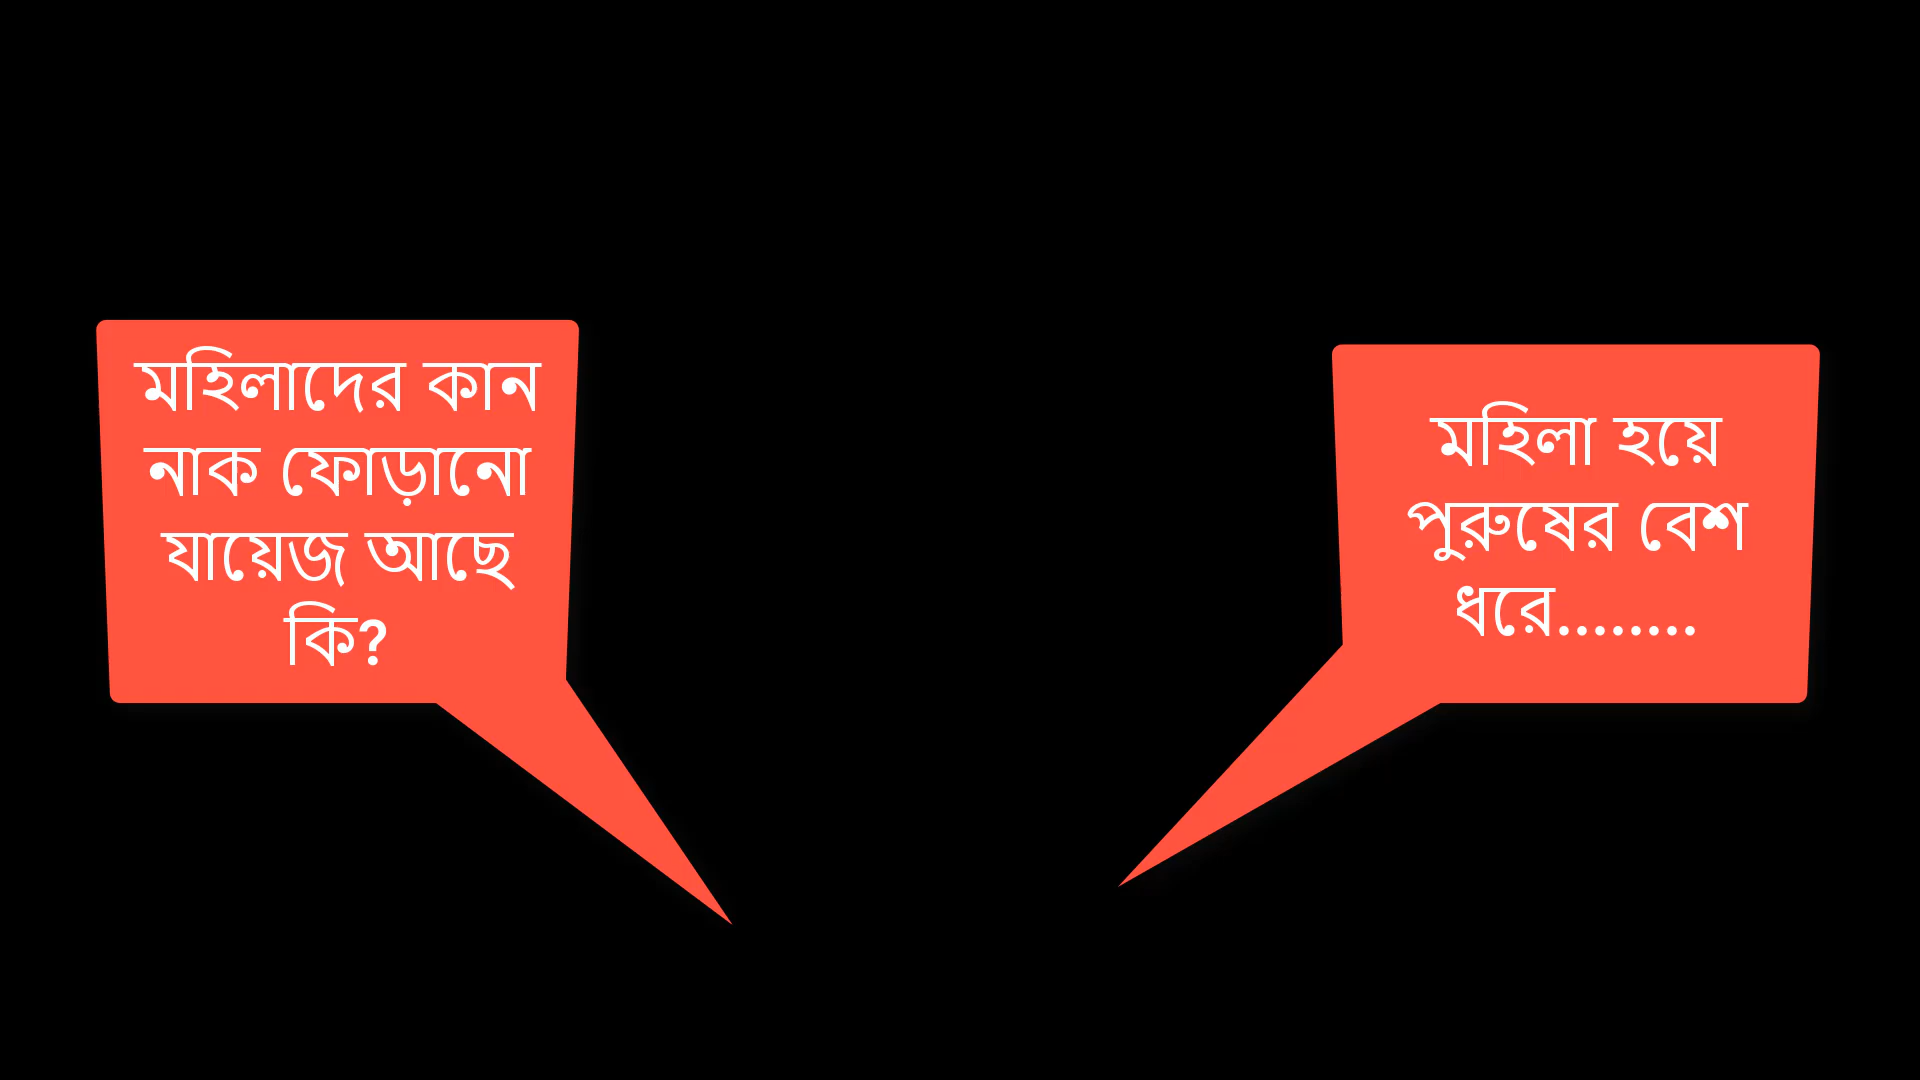 মহিলাদের কান
নাক ফোড়ানো
যায়েজ আছে
কি?
মহিলা হয়ে
পুরুষের বেশ
ধরে........